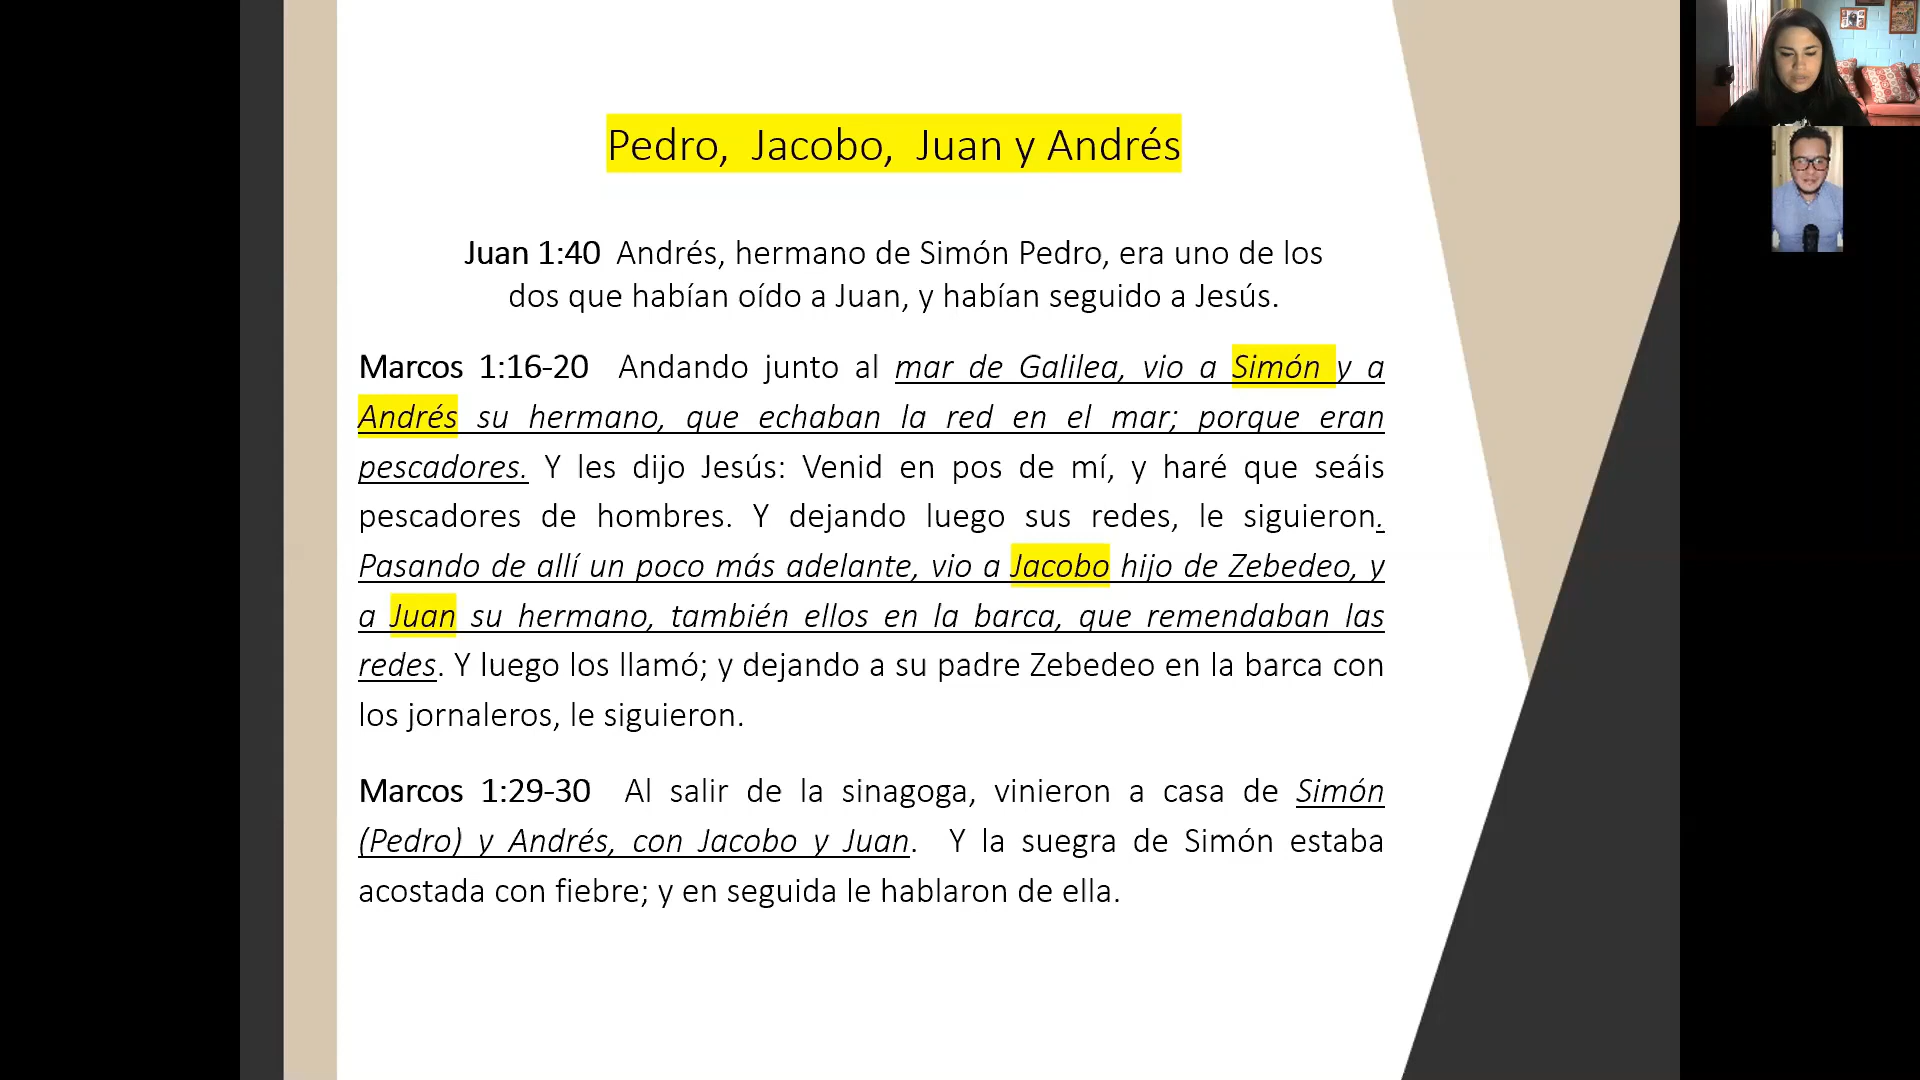 Pedro, Jacobo, Juan y Andrés
Juan 1:40 Andrés, hermano de Simón Pedro, era uno de los
dos que habían oído a Juan, y habían seguido a Jesús.
Marcos 1:16-20 Andando junto al mar de Galilea, vio a Simón y a
Andrés su hermano, que echaban la red en el mar; porque eran
pescadores. Y les dijo Jesús: Venid en pos de mí, y haré que seáis
pescadores de hombres. Y dejando luego sus redes, le siguieron.
Pasando de allí un poco más adelante, vio a Jacobo hijo de Zebedeo, y
a Juan su hermano, también ellos en la barca, que remendaban las
redes. Y luego los llamó; y dejando a su padre Zebedeo en la barca con
los jornaleros, le siguieron.
Marcos 1:29-30 Al salir de la sinagoga, vinieron a casa de Simón
(Pedro) y Andrés, con Jacobo y Juan. Y la suegra de Simón estaba
acostada con fiebre; y en seguida le hablaron de ella.